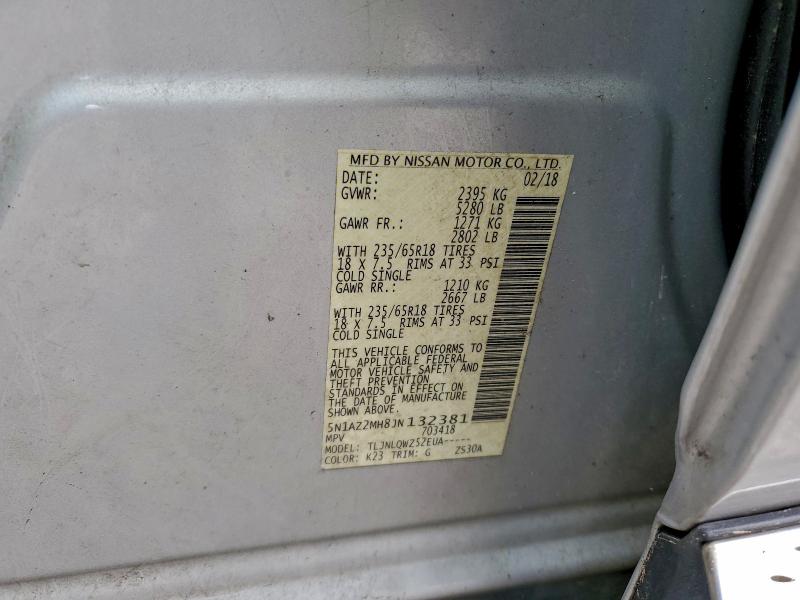 MFD BY NISSAN MOTOR CO., LTD.
DATE: 02/18
GVWR: 2395 KG
5280 LB
GAWR FR.: 1271 KG
2802 LB
WITH 235/65R18 TIRES
18 X 7.5 RIMS AT 33 PSI
COLD SINGLE
GAWR RR.: 1210 KG
2667 LB
WITH 235/65R18 TIRES
18 X 7.5 RIMS AT 33 PSI
COLD SINGLE
THIS VEHICLE CONFORMS TO
ALL APPLICABLE FEDERAL
MOTOR VEHICLE SAFETY AND
THEFT PREVENTION
STANDARDS IN EFFECT ON
THE DATE OF MANUFACTURE
SHOWN ABOVE.
5N1AZ2MH8JN132381
MPV 703418
MODEL: TLJNLQWZ52EUA-----
COLOR: K23 TRIM: G Z530A